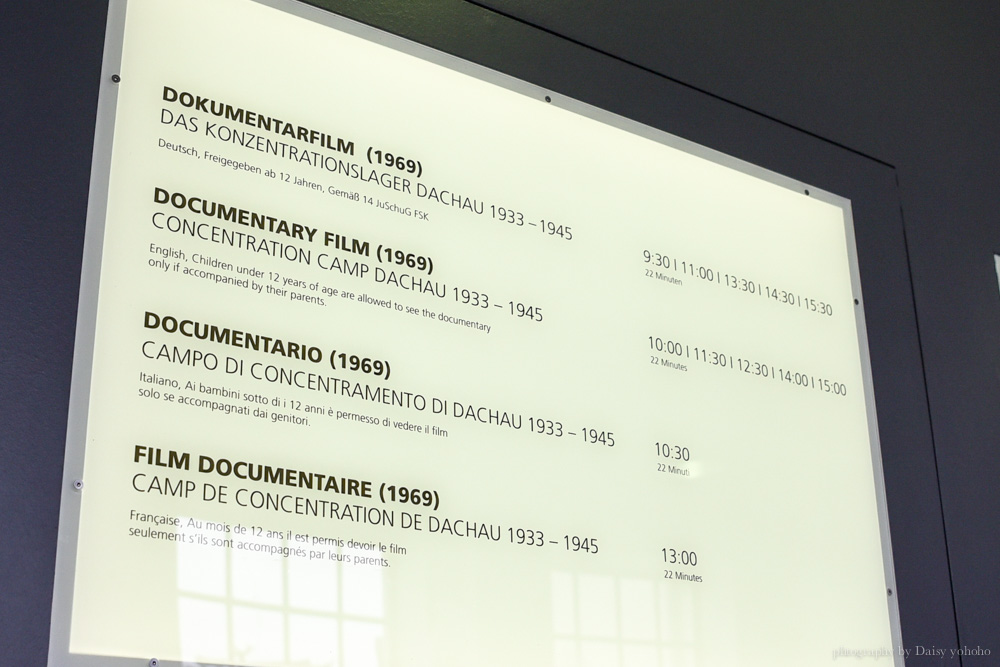 DOKUMENTARFILM (1969)
DAS KONZENTRATIONSLAGER DACHAU 1933 – 1945
Deutsch, Freigegeben ab 12 Jahren, Gemäß 14 JuSchuG FSK
9:30 | 11:00 | 13:30 | 14:30 | 15:30
22 Minuten
DOCUMENTARY FILM (1969)
CONCENTRATION CAMP DACHAU 1933 – 1945
English, Children under 12 years of age are allowed to see the documentary
only if accompanied by their parents.
10:00 | 11:30 | 12:30 | 14:00 | 15:00
22 Minutes
DOCUMENTARIO (1969)
CAMPO DI CONCENTRAMENTO DI DACHAU 1933 – 1945
Italiano, Ai bambini sotto di i 12 anni è permesso di vedere il film
solo se accompagnati dai genitori.
10:30
22 Minuti
FILM DOCUMENTAIRE (1969)
CAMP DE CONCENTRATION DE DACHAU 1933 – 1945
Française, Au mois de 12 ans il est permis devoir le film
seulement s'ils sont accompagnés par leurs parents.
13:00
22 Minutes
photography by Daisy yohoho